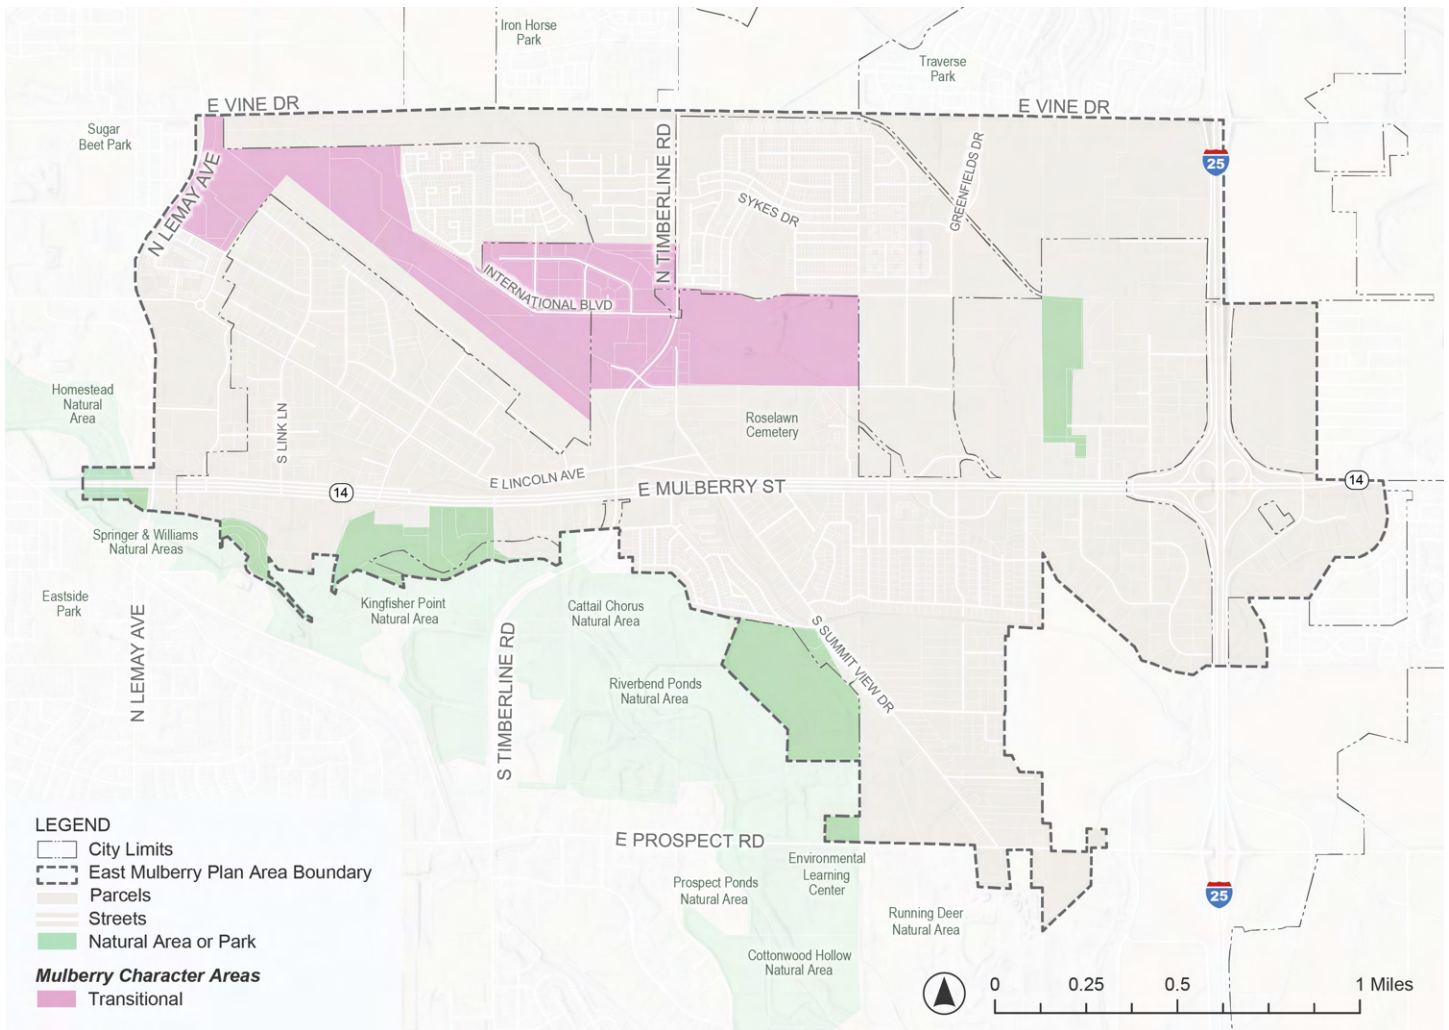 Iron Horse
Park
Traverse
Park
E VINE DR
E VINE DR
Sugar
Beet Park
N LEMAY AVE
N TIMBERLINE RD
GREENFIELDS DR
25
SYKES DR
INTERNATIONAL BLVD
Homestead
Natural
Area
S LINK LN
Roselawn
Cemetery
E LINCOLN AVE
14
E MULBERRY ST
14
Springer & Williams
Natural Areas
Eastside
Park
N LEMAY AVE
Kingfisher Point
Natural Area
Cattail Chorus
Natural Area
S TIMBERLINE RD
S SUMMIT VIEW DR
Riverbend Ponds
Natural Area
E PROSPECT RD
Environmental
Learning
Center
Prospect Ponds
Natural Area
25
Running Deer
Natural Area
Cottonwood Hollow
Natural Area
LEGEND
City Limits
East Mulberry Plan Area Boundary
Parcels
Streets
Natural Area or Park
Mulberry Character Areas
Transitional
0 0.25 0.5 1 Miles